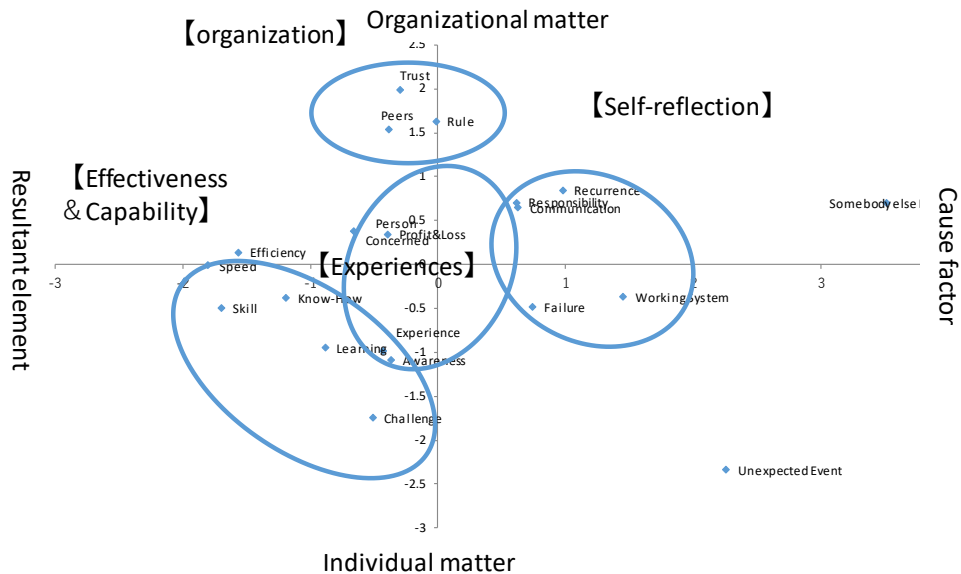 Organizational matter
【organization】
2.5
Trust
2
【Self-reflection】
Peers
Rule
1.5
【Effectiveness
＆Capability】
1
Recurrence
Responsibility
Somebody else
Communication
0.5
Person
Concerned
Profit&Loss
Efficiency
【Experiences】
0
Speed
-3
-2
-1
0
1
2
3
Know-How
WorkingSystem
Skill
-0.5
Failure
Experience
Learning
-1
Awareness
-1.5
Challenge
-2
Unexpected Event
-2.5
-3
Resultant element
Cause factor
Individual matter